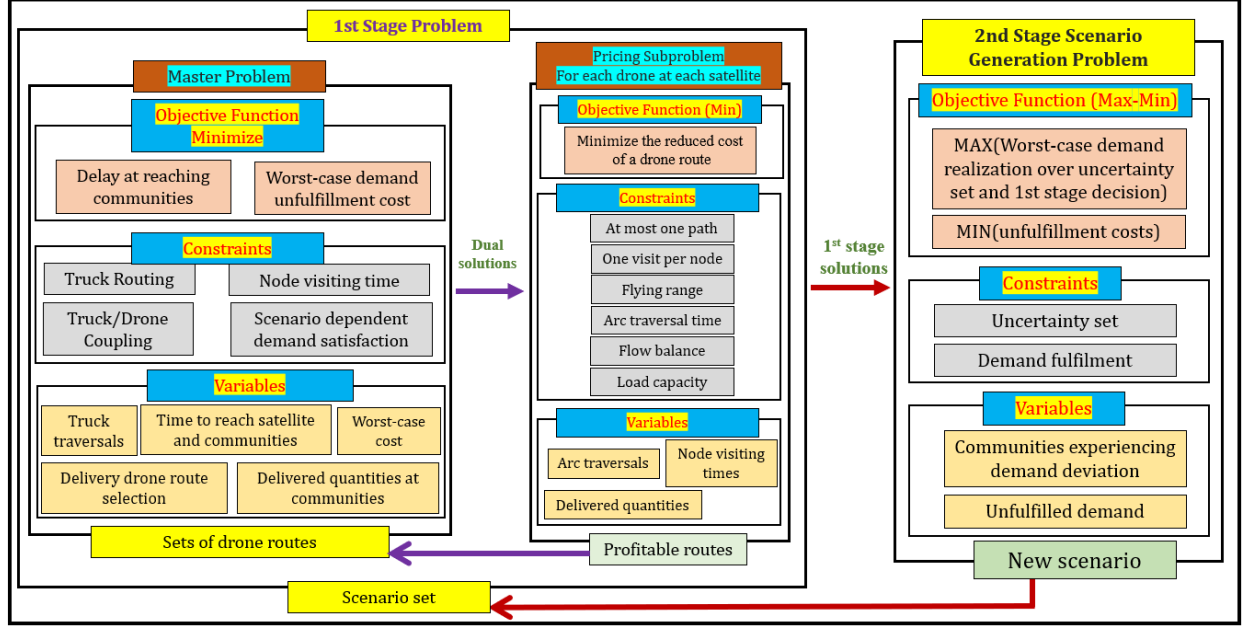 1st Stage Problem
Master Problem
Objective Function
Minimize
Delay at reaching
communities
Worst-case demand
unfulfillment cost
Constraints
Truck Routing
Node visiting time
Truck/Drone
Coupling
Scenario dependent
demand satisfaction
Variables
Truck
traversals
Time to reach satellite
and communities
Worst-case
cost
Delivery drone route
selection
Delivered quantities at
communities
Sets of drone routes
Dual
solutions
Pricing Subproblem
For each drone at each satellite
Objective Function (Min)
Minimize the reduced cost
of a drone route
Constraints
At most one path
One visit per node
Flying range
Arc traversal time
Flow balance
Load capacity
Variables
Arc traversals
Node visiting
times
Delivered quantities
Profitable routes
Scenario set
1st stage
solutions
2nd Stage Scenario
Generation Problem
Objective Function (Max-Min)
MAX(Worst-case demand
realization over uncertainty
set and 1st stage decision)
MIN(unfulfillment costs)
Constraints
Uncertainty set
Demand fulfilment
Variables
Communities experiencing
demand deviation
Unfulfilled demand
New scenario